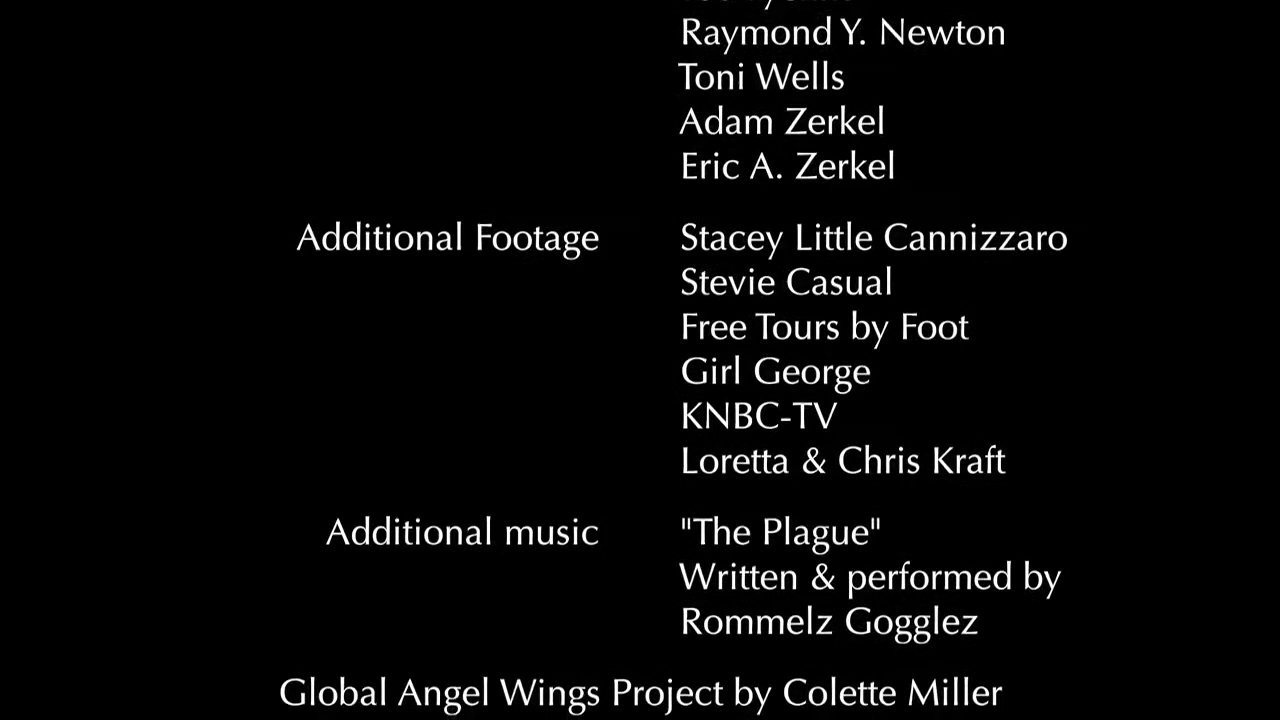 Raymond Y. Newton
Toni Wells
Adam Zerkel
Eric A. Zerkel
Additional Footage Stacey Little Cannizzaro
Stevie Casual
Free Tours by Foot
Girl George
KNBC-TV
Loretta & Chris Kraft
Additional music "The Plague"
Written & performed by
Rommelz Gogglez
Global Angel Wings Project by Colette Miller